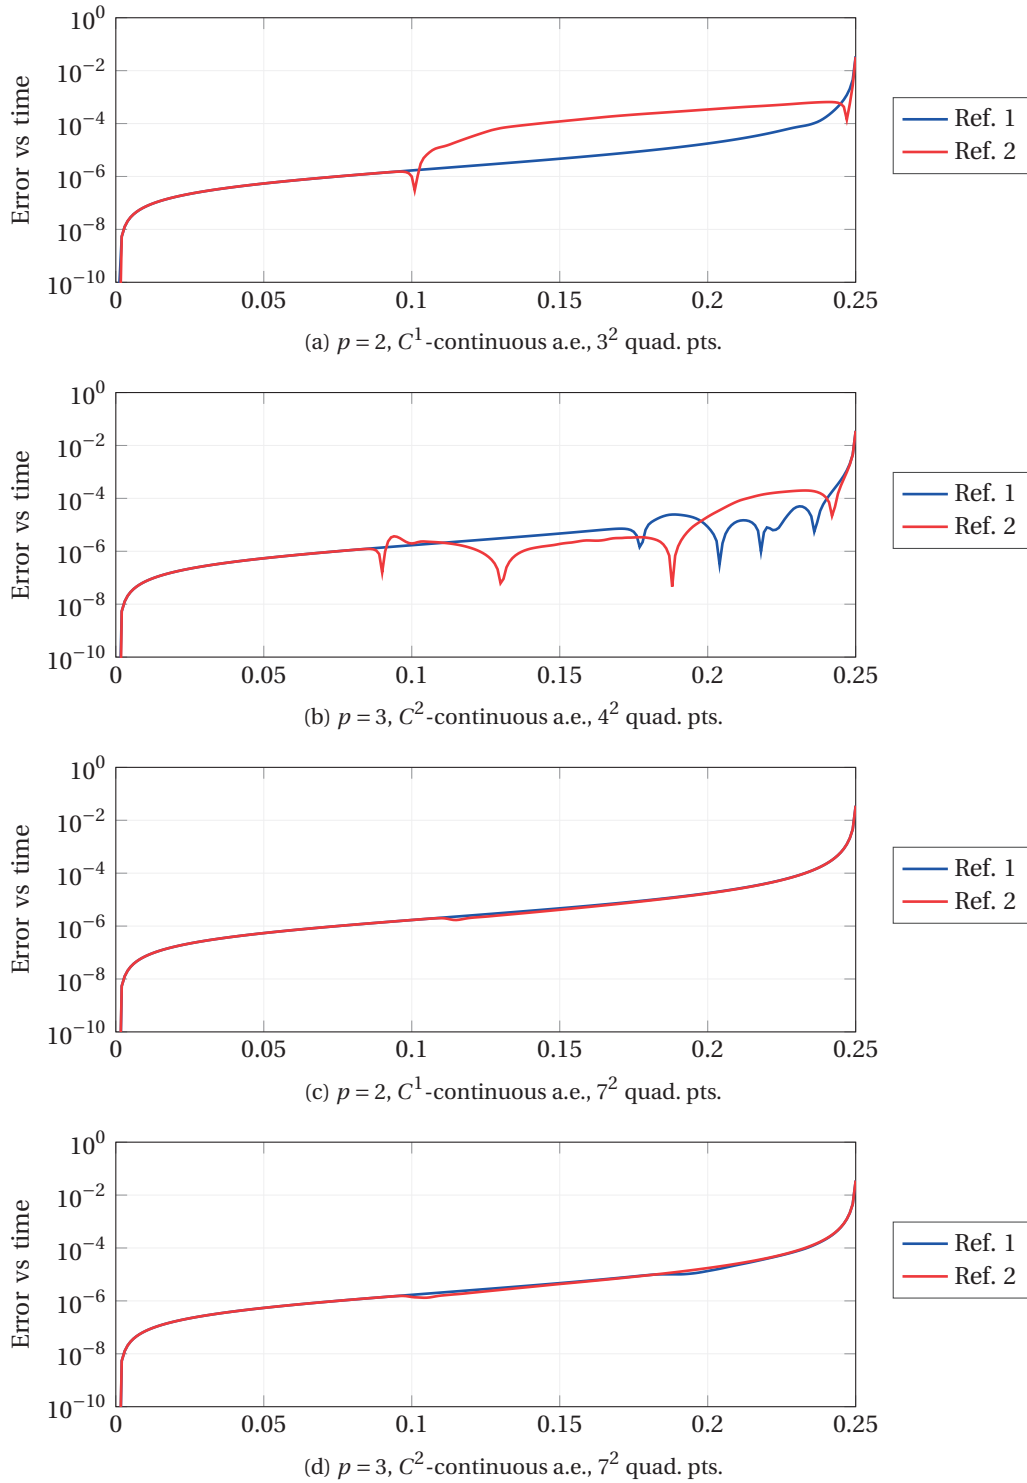 Error vs time
10^0
10^−2
10^−4
10^−6
10^−8
10^−10
0 0.05 0.1 0.15 0.2 0.25
Ref. 1
Ref. 2
(a) p = 2, C^1-continuous a.e., 3^2 quad. pts.
Error vs time
10^0
10^−2
10^−4
10^−6
10^−8
10^−10
0 0.05 0.1 0.15 0.2 0.25
Ref. 1
Ref. 2
(b) p = 3, C^2-continuous a.e., 4^2 quad. pts.
Error vs time
10^0
10^−2
10^−4
10^−6
10^−8
10^−10
0 0.05 0.1 0.15 0.2 0.25
Ref. 1
Ref. 2
(c) p = 2, C^1-continuous a.e., 7^2 quad. pts.
Error vs time
10^0
10^−2
10^−4
10^−6
10^−8
10^−10
0 0.05 0.1 0.15 0.2 0.25
Ref. 1
Ref. 2
(d) p = 3, C^2-continuous a.e., 7^2 quad. pts.